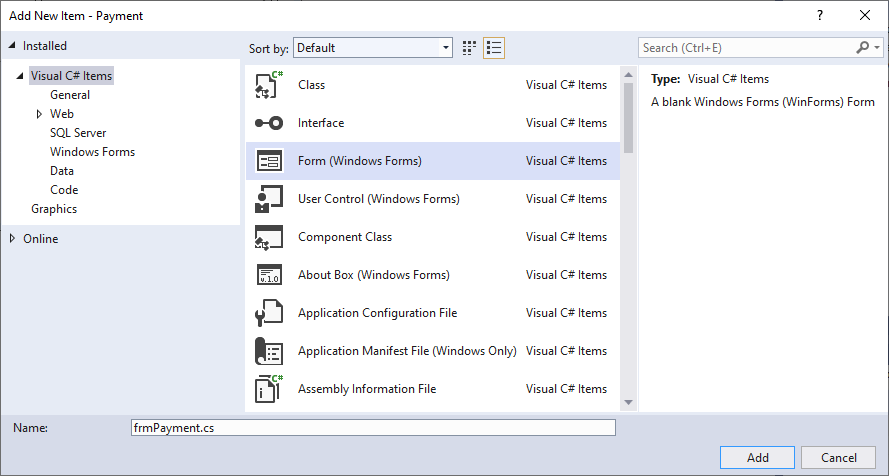 Add New Item - Payment
Installed
Visual C# Items
General
Web
SQL Server
Windows Forms
Data
Code
Graphics
Online
Sort by: Default
Search (Ctrl+E)
C# Class Visual C# Items
Interface Visual C# Items
Form (Windows Forms) Visual C# Items
User Control (Windows Forms) Visual C# Items
Component Class Visual C# Items
v.1.0 About Box (Windows Forms) Visual C# Items
Application Configuration File Visual C# Items
Application Manifest File (Windows Only) Visual C# Items
C# Assembly Information File Visual C# Items
Type: Visual C# Items
A blank Windows Forms (WinForms) Form
Name: frmPayment.cs
Add Cancel